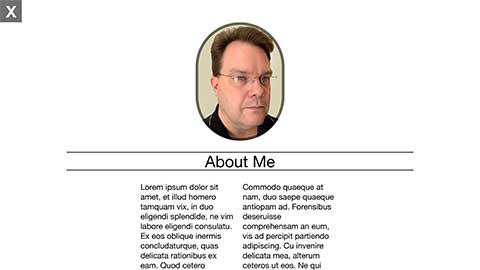 X
About Me
Lorem ipsum dolor sit
amet, et illud homero
tamquam vix, in duo
eligendi splendide, ne vim
labore eligendi consulatu.
Ex eos oblique inermis
concludaturque, quas
delicata rationibus ex
eam. Quod cetero
Commodo quaeque at
nam, duo saepe quaeque
antiopam ad. Forensibus
deseruisse
comprehensam an eum,
vis ad percipit partiendo
adipiscing. Cu invenire
delicata mea, alterum
ceteros ut eos. Ne qui